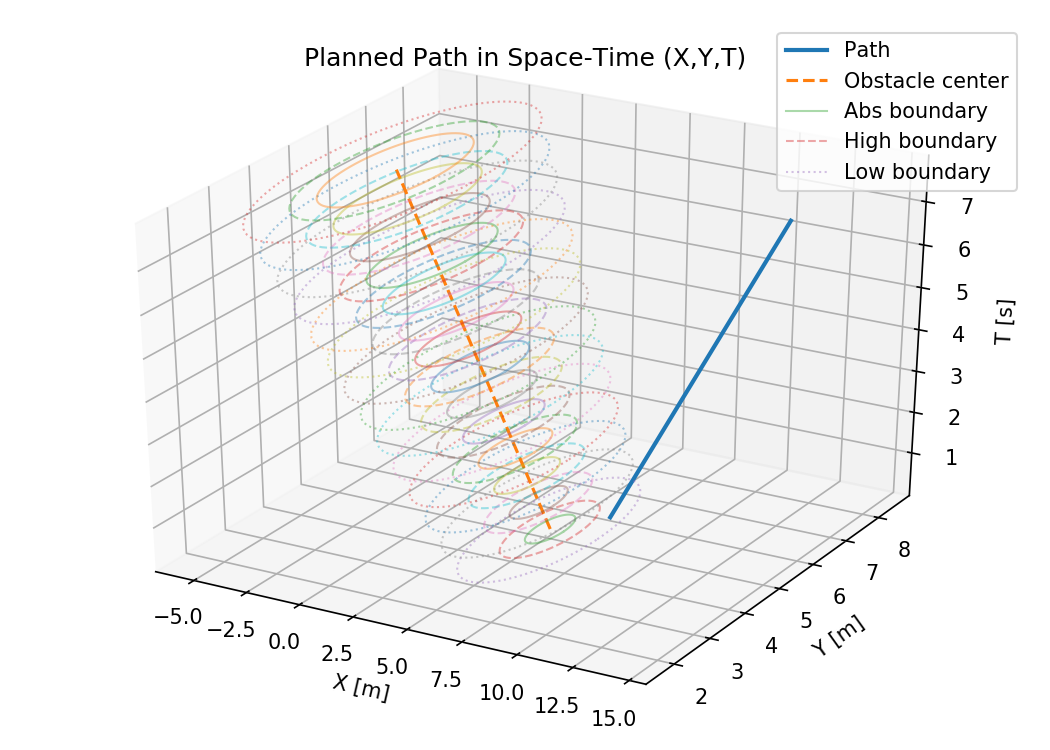 Planned Path in Space-Time (X,Y,T)
Path
Obstacle center
Abs boundary
High boundary
Low boundary
7
6
5
4
3
2
1
T [s]
8
7
6
5
4
3
2
Y [m]
−5.0
−2.5
0.0
2.5
5.0
7.5
10.0
12.5
15.0
X [m]